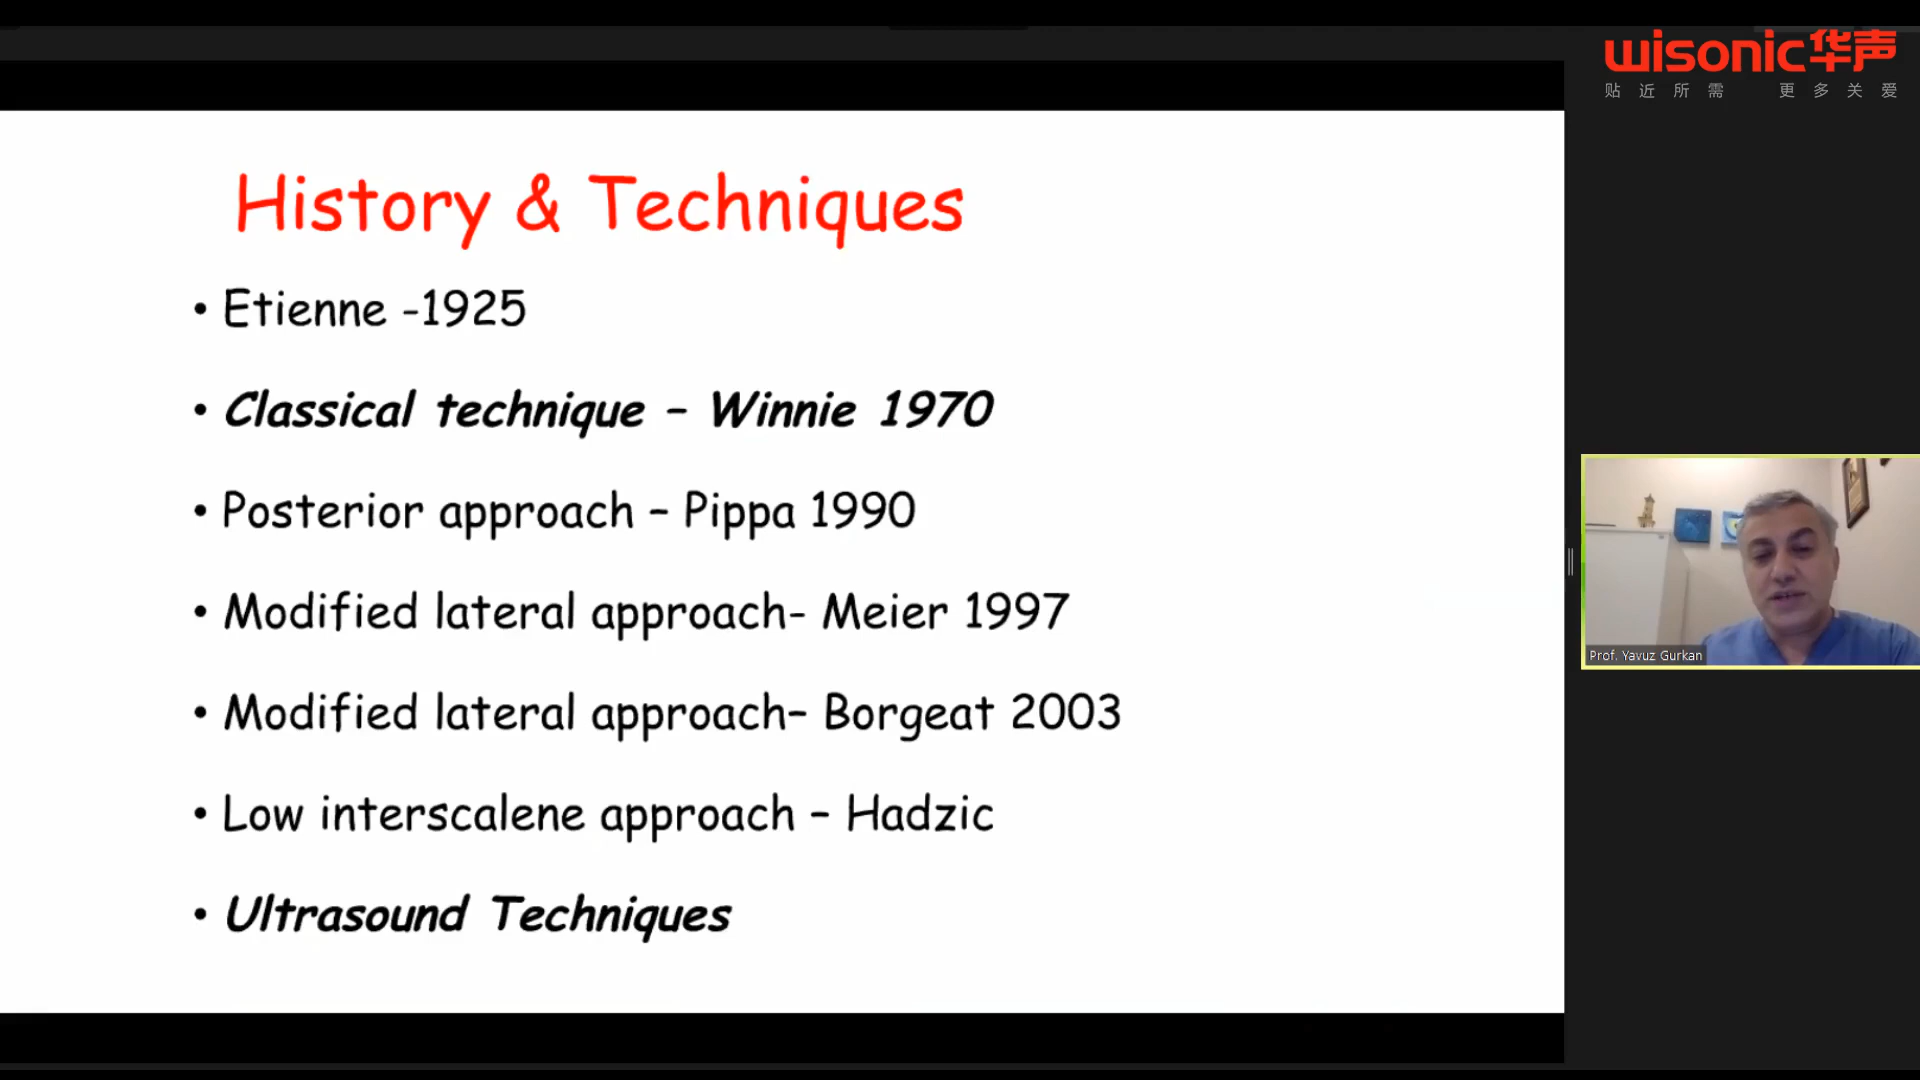 wisonic华声
贴近所需 更多关爱
History & Techniques
• Etienne -1925
• Classical technique – Winnie 1970
• Posterior approach – Pippa 1990
• Modified lateral approach- Meier 1997
• Modified lateral approach– Borgeat 2003
• Low interscalene approach – Hadzic
• Ultrasound Techniques
Prof. Yavuz Gurkan